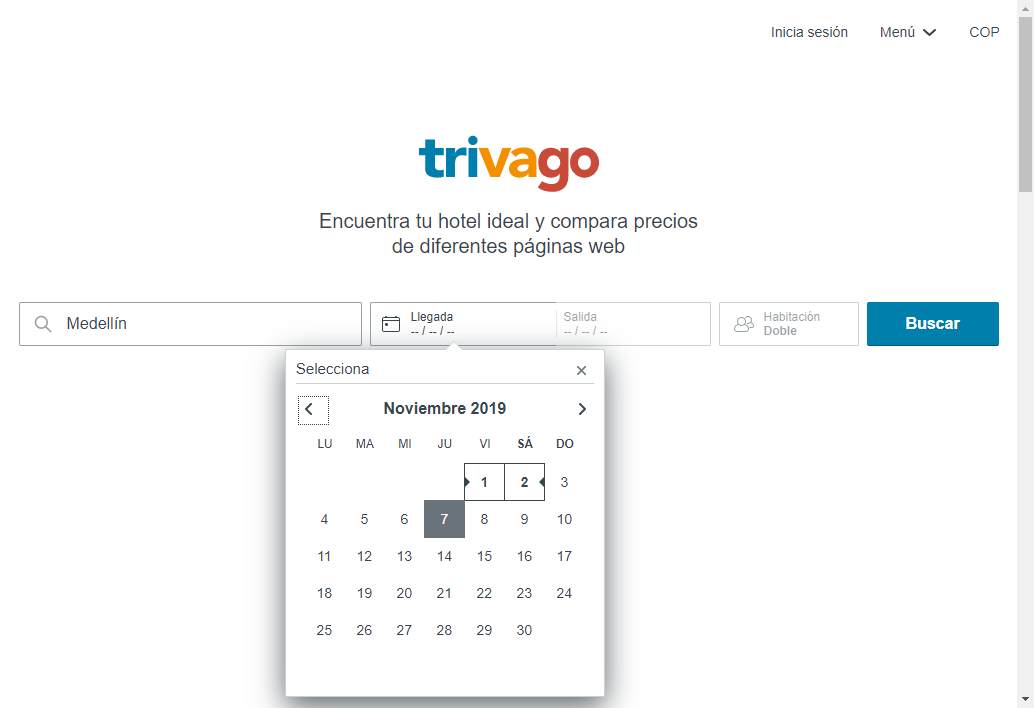 Inicia sesión Menú COP
trivago
Encuentra tu hotel ideal y compara precios
de diferentes páginas web
Medellín
Llegada
-- / -- / --
Salida
-- / -- / --
Habitación
Doble
Buscar
Selecciona
Noviembre 2019
LU MA MI JU VI SÁ DO
1 2 3
4 5 6 7 8 9 10
11 12 13 14 15 16 17
18 19 20 21 22 23 24
25 26 27 28 29 30